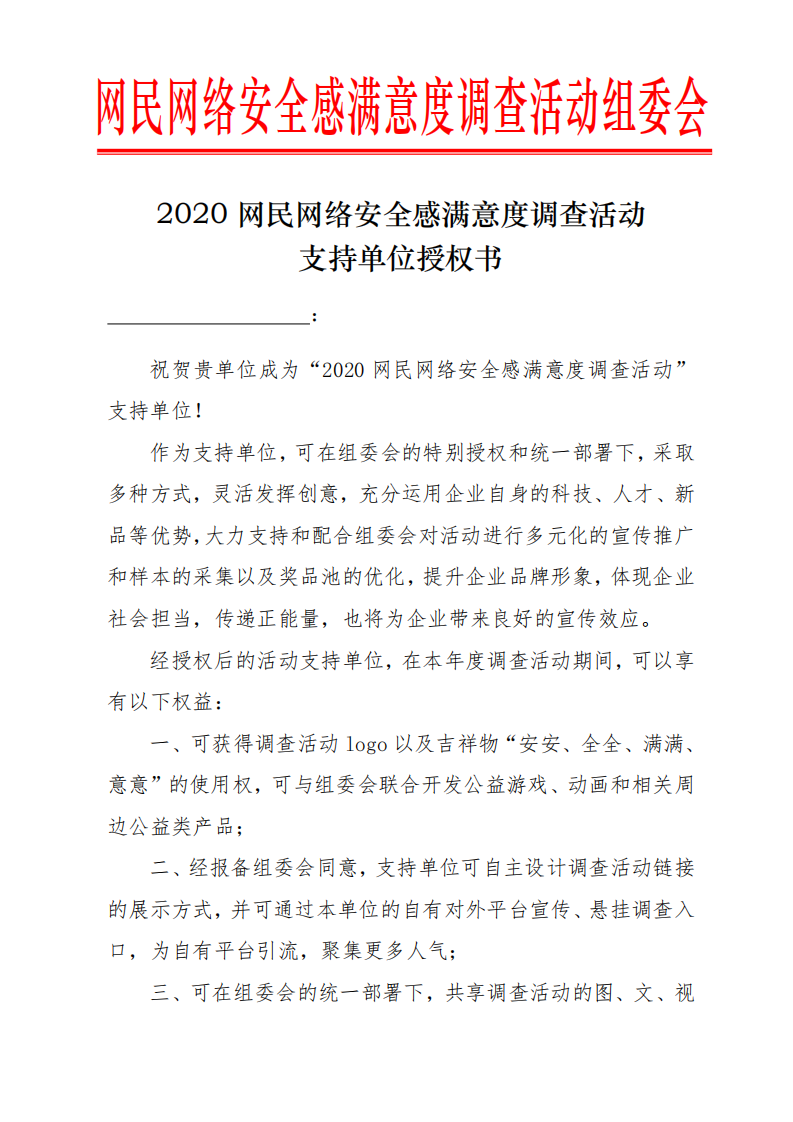 网民网络安全感满意度调查活动组委会
2020 网民网络安全感满意度调查活动
支持单位授权书
：
祝贺贵单位成为“2020 网民网络安全感满意度调查活动”
支持单位！
作为支持单位，可在组委会的特别授权和统一部署下，采取
多种方式，灵活发挥创意，充分运用企业自身的科技、人才、新
品等优势，大力支持和配合组委会对活动进行多元化的宣传推广
和样本的采集以及奖品池的优化，提升企业品牌形象，体现企业
社会担当，传递正能量，也将为企业带来良好的宣传效应。
经授权后的活动支持单位，在本年度调查活动期间，可以享
有以下权益：
一、可获得调查活动 logo 以及吉祥物“安安、全全、满满、
意意”的使用权，可与组委会联合开发公益游戏、动画和相关周
边公益类产品；
二、经报备组委会同意，支持单位可自主设计调查活动链接
的展示方式，并可通过本单位的自有对外平台宣传、悬挂调查入
口，为自有平台引流，聚集更多人气；
三、可在组委会的统一部署下，共享调查活动的图、文、视